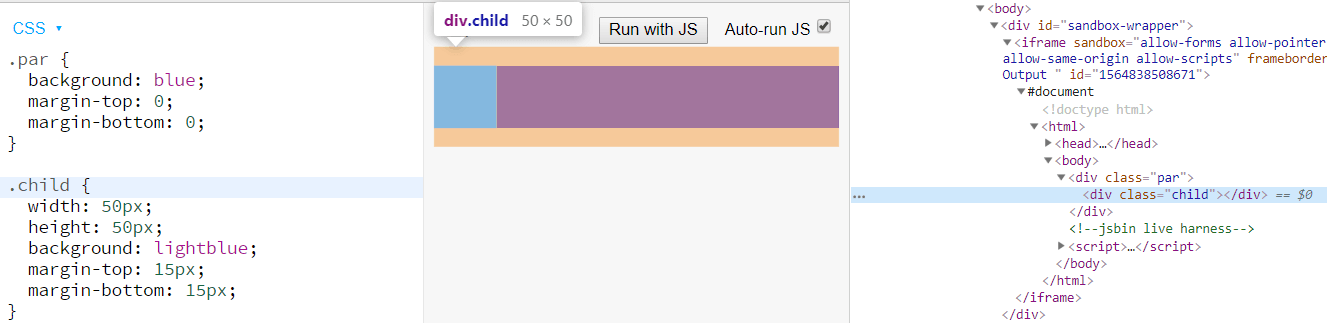 CSS ▾
.par {
background: blue;
margin-top: 0;
margin-bottom: 0;
}
.child {
width: 50px;
height: 50px;
background: lightblue;
margin-top: 15px;
margin-bottom: 15px;
}
div.child 50 × 50
Run with JS
Auto-run JS
▼<body>
▼<div id="sandbox-wrapper">
▼<iframe sandbox="allow-forms allow-pointer
allow-same-origin allow-scripts" frameborder
Output " id="1564838508671">
▼#document
<!doctype html>
▼<html>
▶<head>…</head>
▼<body>
▼<div class="par">
… <div class="child"></div> == $0
</div>
<!--jsbin live harness-->
▶<script>…</script>
</body>
</html>
</iframe>
</div>